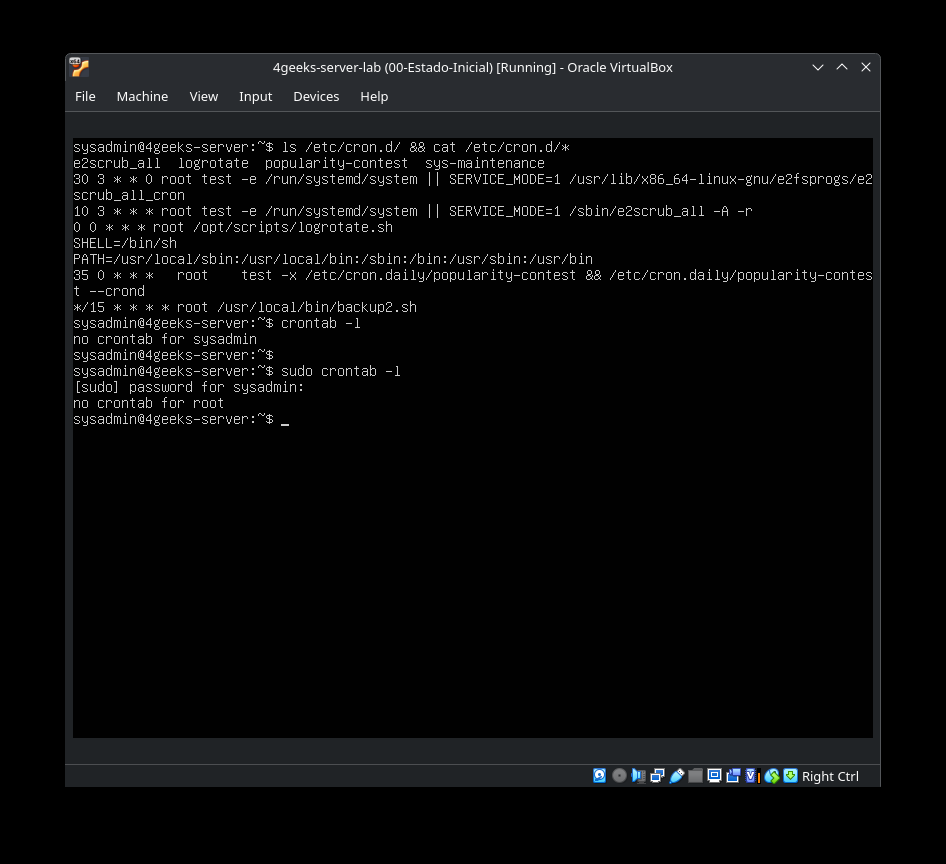 4geeks-server-lab (00-Estado-Inicial) [Running] - Oracle VirtualBox
File Machine View Input Devices Help
sysadmin@4geeks-server:~$ ls /etc/cron.d/ && cat /etc/cron.d/*
e2scrub_all  logrotate  popularity-contest  sys-maintenance
30 3 * * 0 root test -e /run/systemd/system || SERVICE_MODE=1 /usr/lib/x86_64-linux-gnu/e2fsprogs/e2
scrub_all_cron
10 3 * * * root test -e /run/systemd/system || SERVICE_MODE=1 /sbin/e2scrub_all -A -r
0 0 * * * root /opt/scripts/logrotate.sh
SHELL=/bin/sh
PATH=/usr/local/sbin:/usr/local/bin:/sbin:/bin:/usr/sbin:/usr/bin
35 0 * * *   root    test -x /etc/cron.daily/popularity-contest && /etc/cron.daily/popularity-contes
t --crond
*/15 * * * * root /usr/local/bin/backup2.sh
sysadmin@4geeks-server:~$ crontab -l
no crontab for sysadmin
sysadmin@4geeks-server:~$
sysadmin@4geeks-server:~$ sudo crontab -l
[sudo] password for sysadmin:
no crontab for root
sysadmin@4geeks-server:~$ _
Right Ctrl